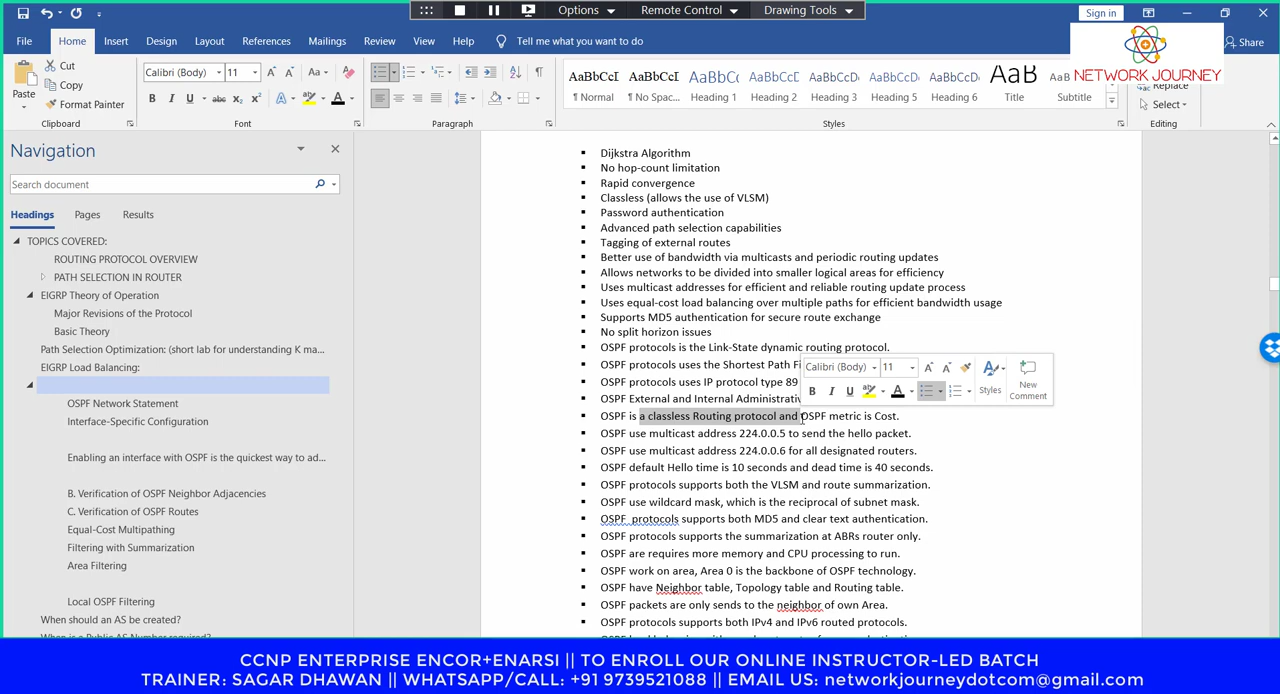 Options
Remote Control
Drawing Tools
Sign in
File
Home
Insert
Design
Layout
References
Mailings
Review
View
Help
Tell me what you want to do
Share
NETWORK JOURNEY
Paste
Cut
Copy
Format Painter
Clipboard
Calibri (Body)
11
Font
Paragraph
AaBbCcDc AaBbCcDc
¶ Normal
¶ No Spac...
Heading 1
Heading 2
Heading 3
Heading 5
Heading 6
Title
Subtitle
Styles
Replace
Select
Editing
Navigation
Search document
Headings
Pages
Results
TOPICS COVERED:
ROUTING PROTOCOL OVERVIEW
PATH SELECTION IN ROUTER
EIGRP Theory of Operation
Major Revisions of the Protocol
Basic Theory
Path Selection Optimization: (short lab for understanding K ma...
EIGRP Load Balancing:
OSPF Network Statement
Interface-Specific Configuration
Enabling an interface with OSPF is the quickest way to ad...
B. Verification of OSPF Neighbor Adjacencies
C. Verification of OSPF Routes
Equal-Cost Multipathing
Filtering with Summarization
Area Filtering
Local OSPF Filtering
When should an AS be created?
When is a Public AS Number required?
Dijkstra Algorithm
No hop-count limitation
Rapid convergence
Classless (allows the use of VLSM)
Password authentication
Advanced path selection capabilities
Tagging of external routes
Better use of bandwidth via multicasts and periodic routing updates
Allows networks to be divided into smaller logical areas for efficiency
Uses multicast addresses for efficient and reliable routing update process
Uses equal-cost load balancing over multiple paths for efficient bandwidth usage
Supports MD5 authentication for secure route exchange
No split horizon issues
OSPF protocols is the Link-State dynamic routing protocol.
OSPF protocols uses the Shortest Path Fi
OSPF protocols uses IP protocol type 89
OSPF External and Internal Administrativ
OSPF is a classless Routing protocol and OSPF metric is Cost.
OSPF use multicast address 224.0.0.5 to send the hello packet.
OSPF use multicast address 224.0.0.6 for all designated routers.
OSPF default Hello time is 10 seconds and dead time is 40 seconds.
OSPF protocols supports both the VLSM and route summarization.
OSPF use wildcard mask, which is the reciprocal of subnet mask.
OSPF  protocols supports both MD5 and clear text authentication.
OSPF protocols supports the summarization at ABRs router only.
OSPF are requires more memory and CPU processing to run.
OSPF work on area, Area 0 is the backbone of OSPF technology.
OSPF have Neighbor table, Topology table and Routing table.
OSPF packets are only sends to the neighbor of own Area.
OSPF protocols supports both IPv4 and IPv6 routed protocols.
Calibri (Body)
11
Styles
New
Comment
CCNP ENTERPRISE ENCOR+ENARSI || TO ENROLL OUR ONLINE INSTRUCTOR-LED BATCH
TRAINER: SAGAR DHAWAN || WHATSAPP/CALL: +91 9739521088 || EMAIL US: networkjourneydotcom@gmail.com